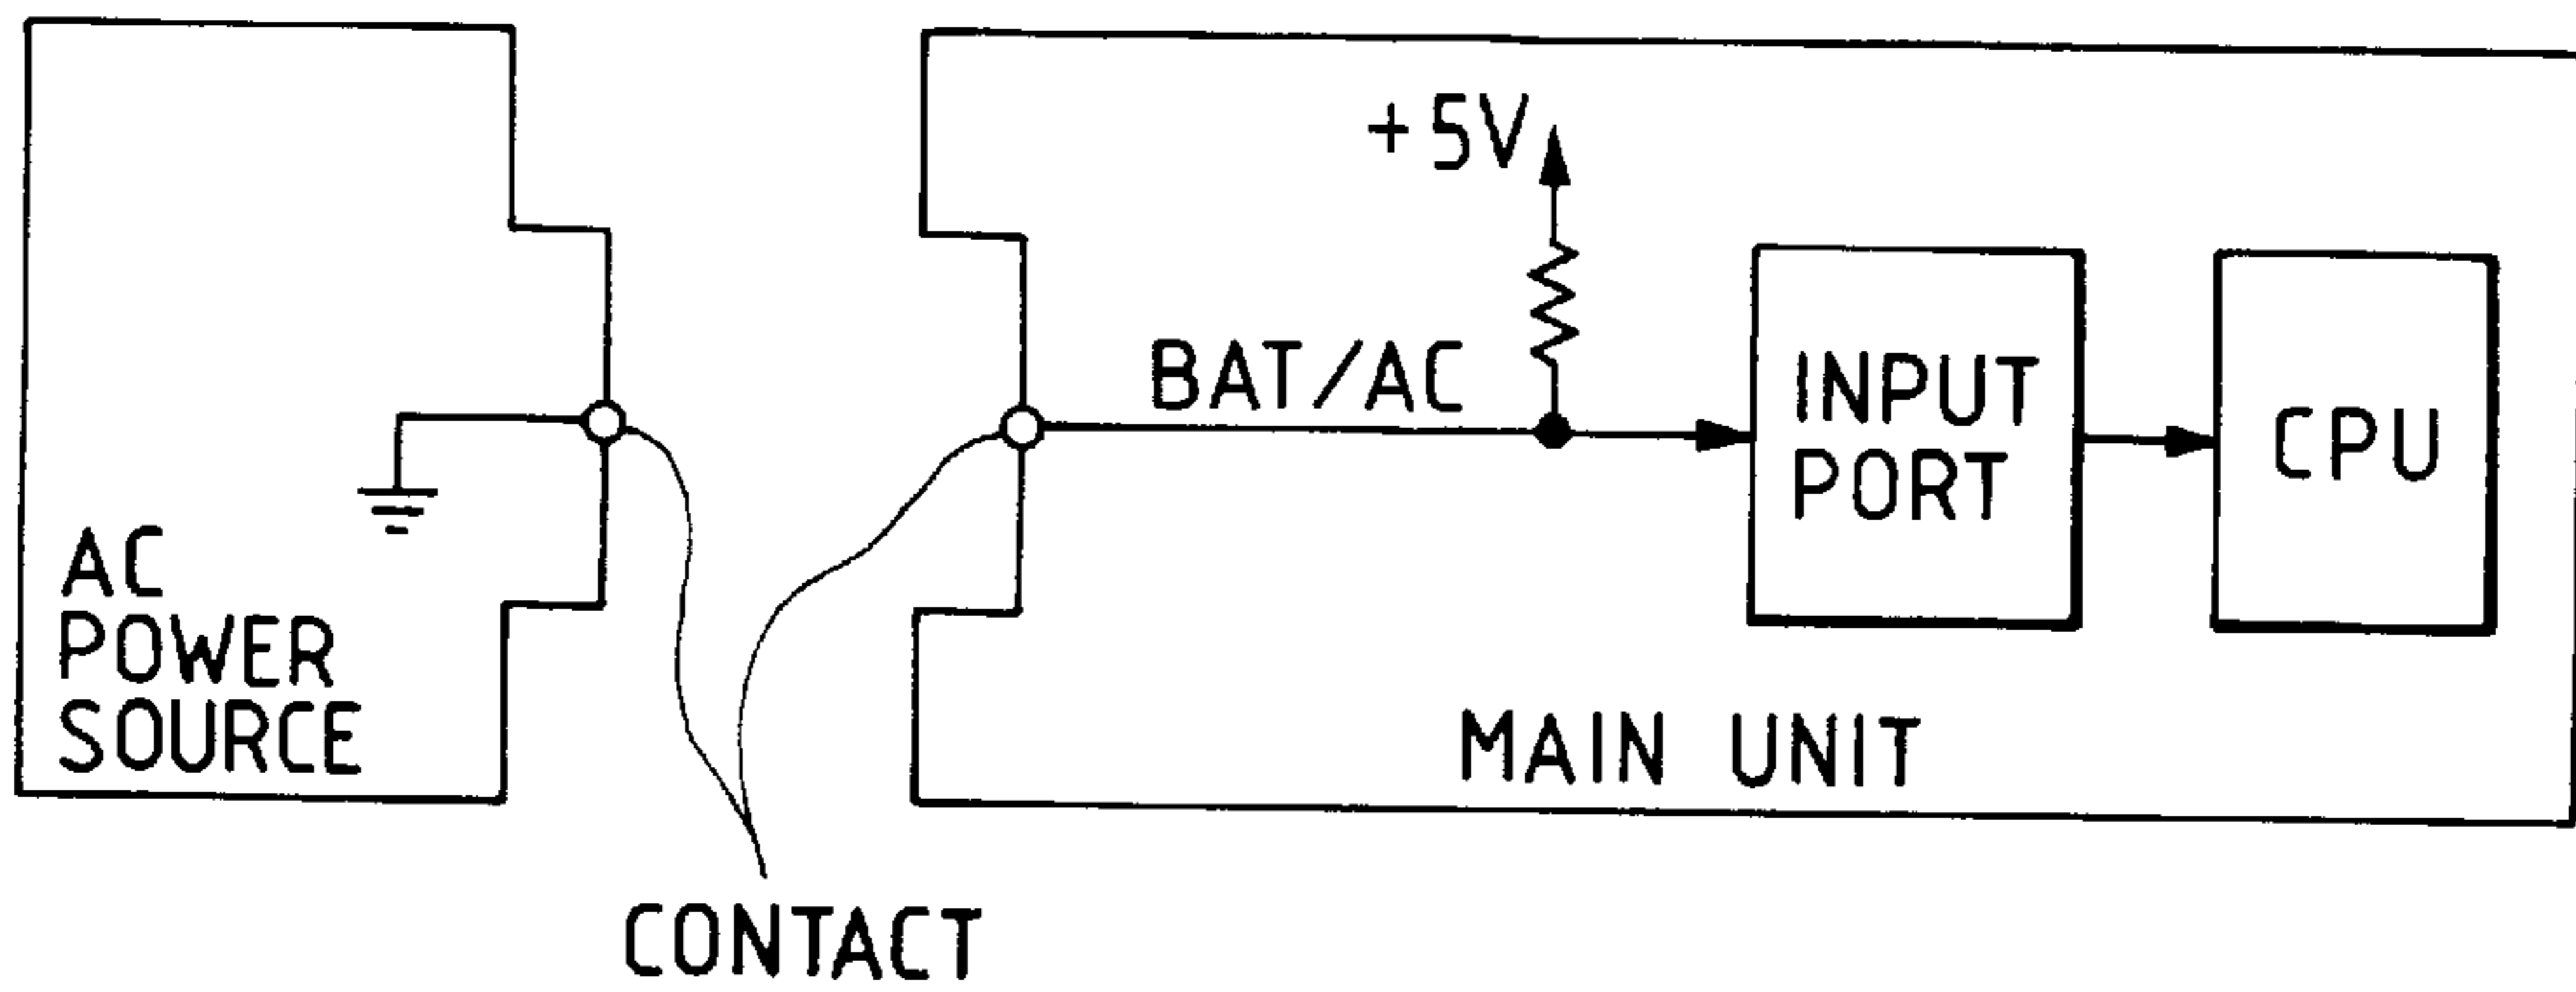 +5V
BAT/AC
INPUT
PORT
CPU
AC
POWER
SOURCE
MAIN UNIT
CONTACT